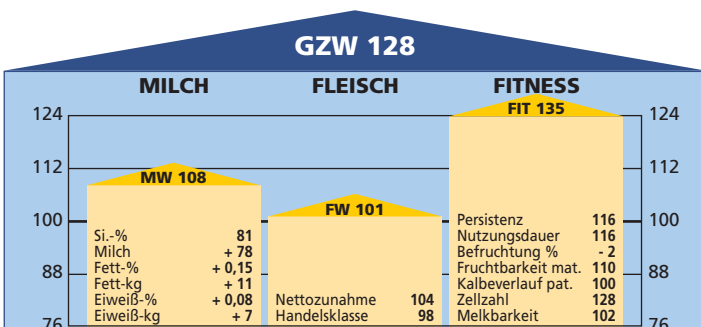 GZW 128
MILCH FLEISCH FITNESS
FIT 135
124 124
112 112
MW 108
FW 101
100 100
Persistenz 116
Si.-% 81 Nutzungsdauer 116
Milch + 78 Befruchtung % - 2
88 Fett-% + 0,15 Fruchtbarkeit mat. 110 88
Fett-kg + 11 Kalbeverlauf pat. 100
Eiweiß-% + 0,08 Nettozunahme 104 Zellzahl 128
Eiweiß-kg + 7 Handelsklasse 98 Melkbarkeit 102
76 76